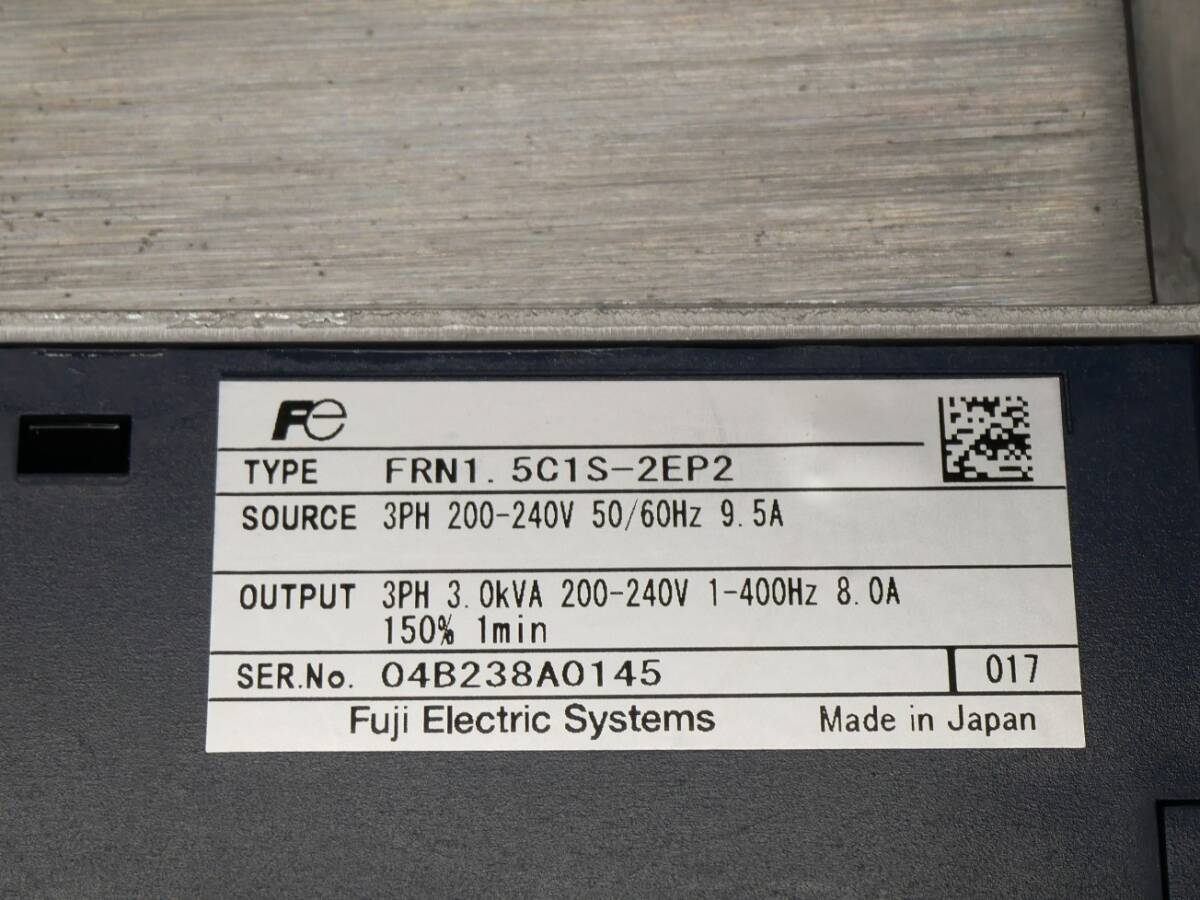 Fe
TYPE FRN1.5C1S-2EP2
SOURCE 3PH 200-240V 50/60Hz 9.5A
OUTPUT 3PH 3.0kVA 200-240V 1-400Hz 8.0A
150% 1min
SER.No. 04B238A0145 017
Fuji Electric Systems Made in Japan